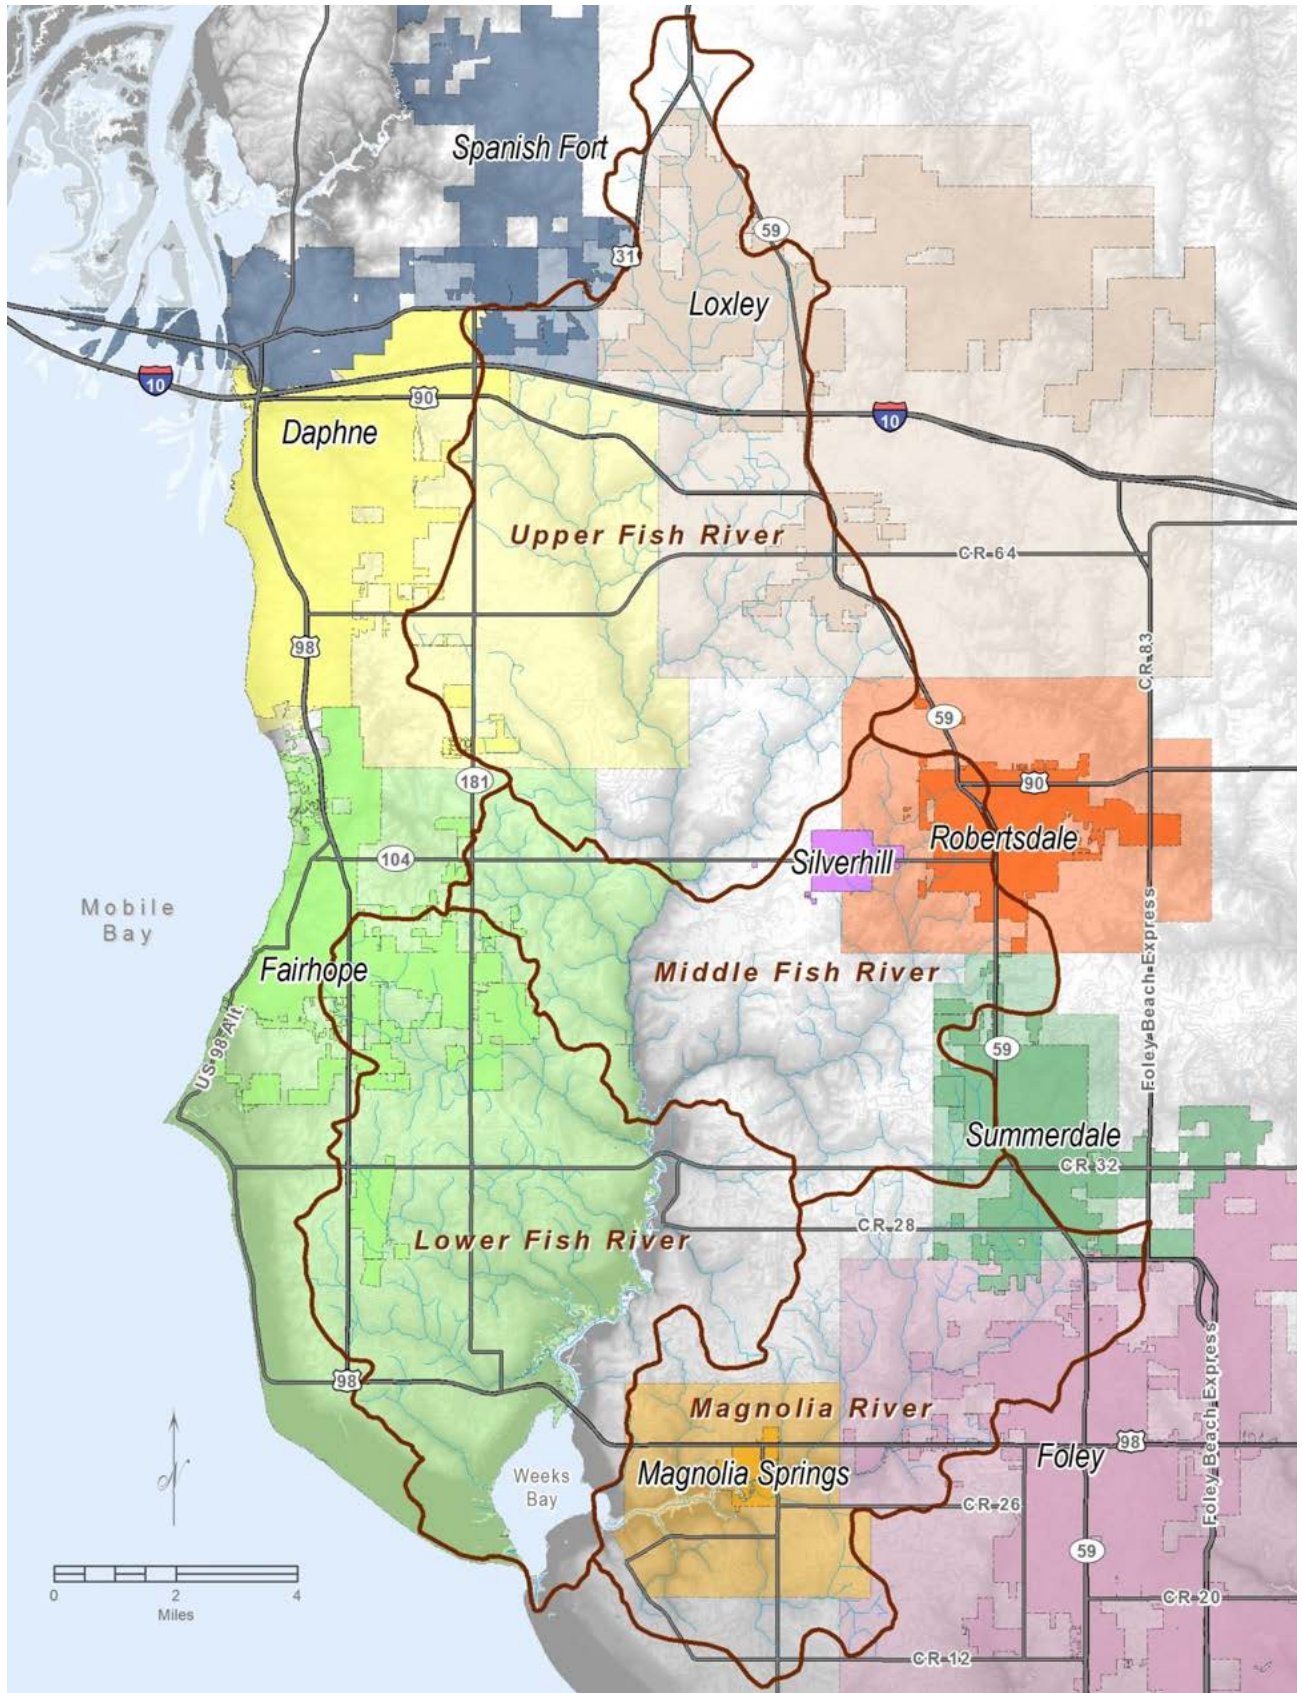 Spanish Fort
59
31
Loxley
10
90
10
Daphne
Upper Fish River
CR 64
98
CR 83
59
181
90
Robertsdale
104
Silverhill
Mobile
Bay
Fairhope
Middle Fish River
Foley Beach Express
US 98 Alt.
59
Summerdale
CR 32
CR 28
Lower Fish River
98
Magnolia River
Foley Beach Express
98
Foley
Weeks
Bay
Magnolia Springs
CR 26
N
59
0 2 4
Miles
CR 20
CR 12